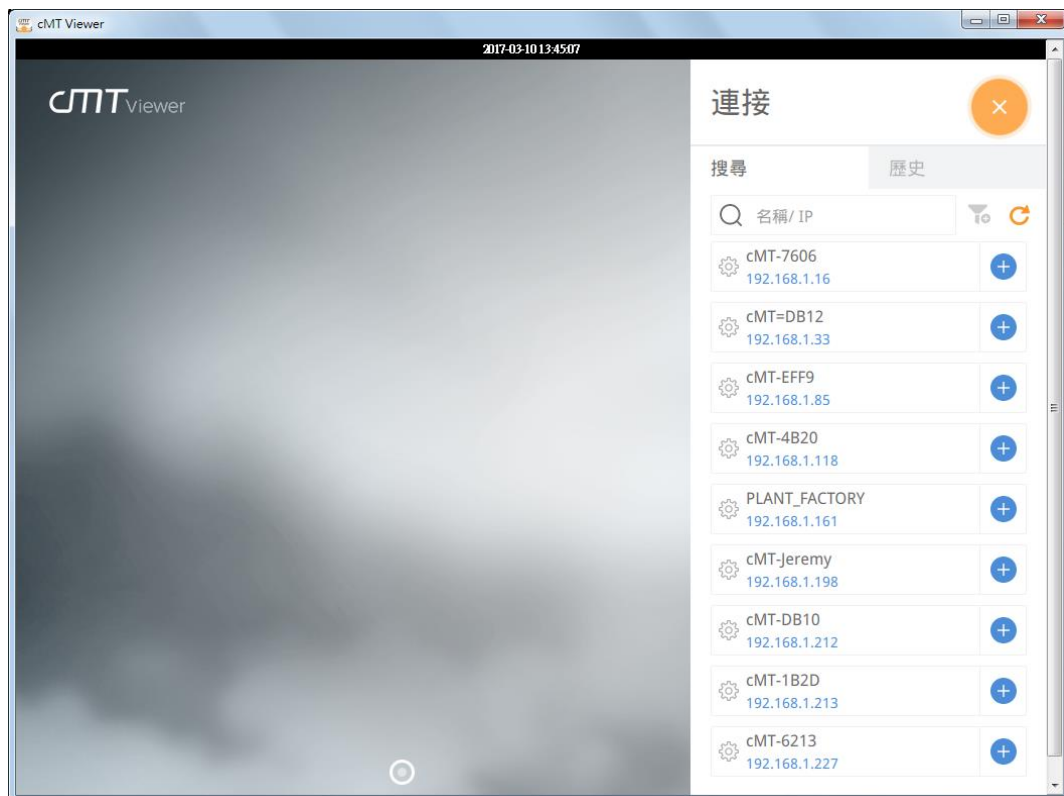 cMT Viewer
2017-03-10 13:45:07
cMT Viewer
連接
搜尋
歷史
名稱/ IP
cMT-7606
192.168.1.16
cMT=DB12
192.168.1.33
cMT-EFF9
192.168.1.85
cMT-4B20
192.168.1.118
PLANT_FACTORY
192.168.1.161
cMT-Jeremy
192.168.1.198
cMT-DB10
192.168.1.212
cMT-1B2D
192.168.1.213
cMT-6213
192.168.1.227